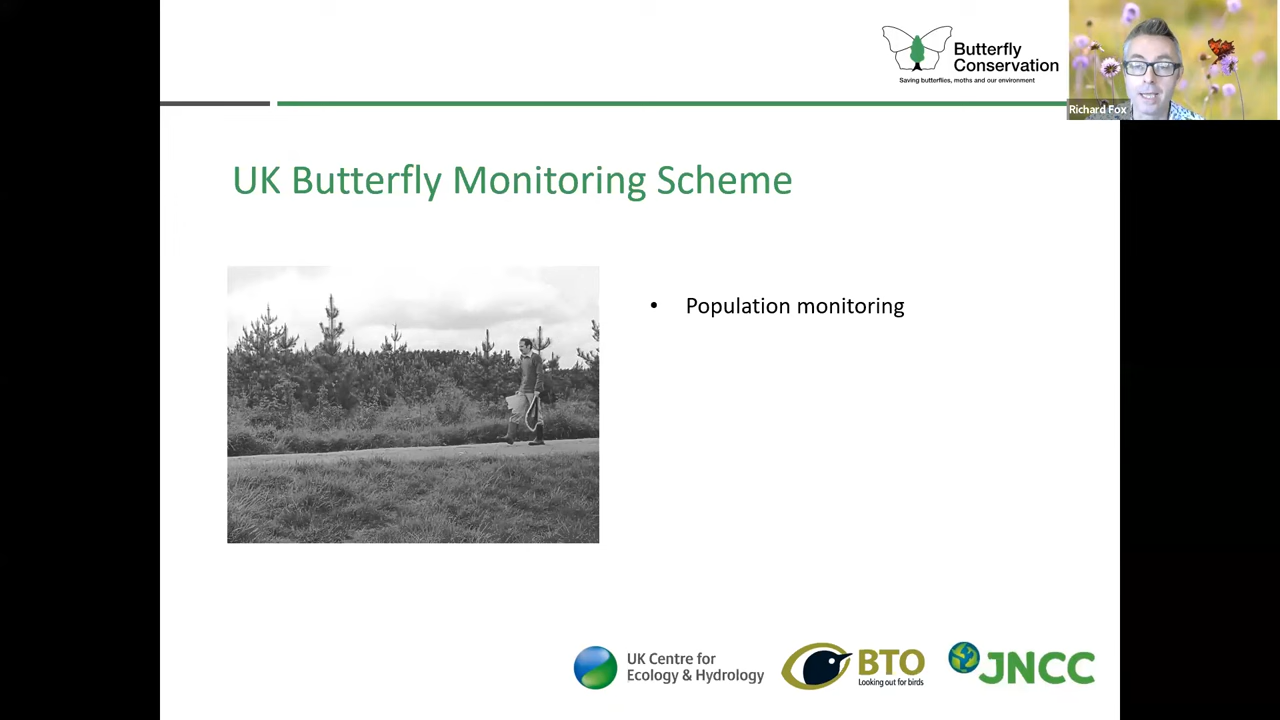 Butterfly
Conservation
Saving butterflies, moths and our environment
Richard Fox
UK Butterfly Monitoring Scheme
• Population monitoring
UK Centre for
Ecology & Hydrology
BTO
Looking out for birds
JNCC